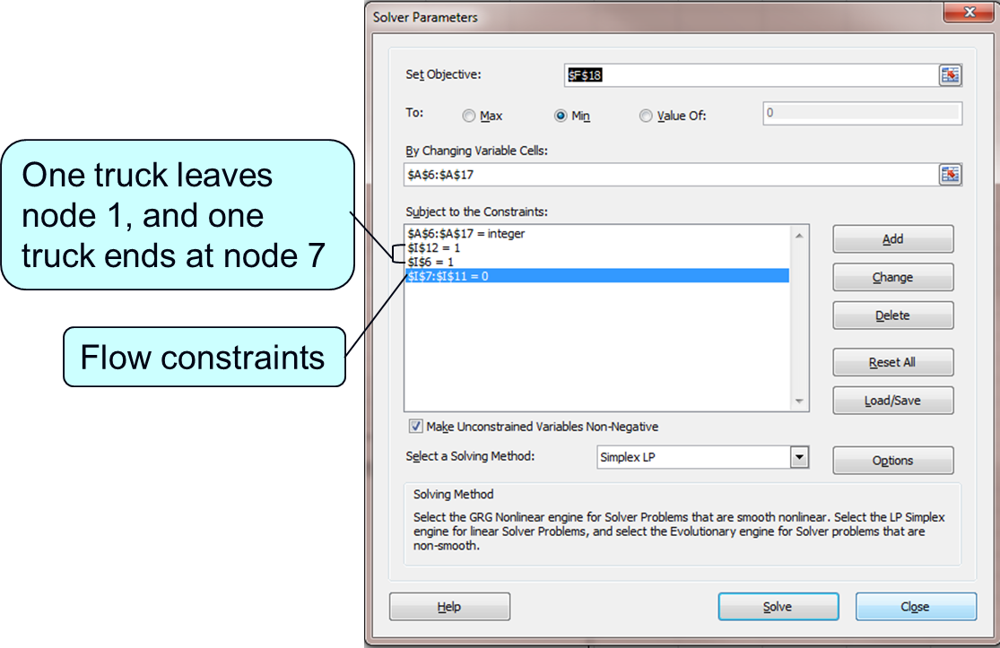 Solver Parameters
Set Objective:
$F$18
To:
Max
Min
Value Of:
0
By Changing Variable Cells:
$A$6:$A$17
Subject to the Constraints:
$A$6:$A$17 = integer
$I$12 = 1
$I$6 = 1
$I$7:$I$11 = 0
One truck leaves
node 1, and one
truck ends at node 7
Flow constraints
Add
Change
Delete
Reset All
Load/Save
Make Unconstrained Variables Non-Negative
Select a Solving Method:
Simplex LP
Options
Solving Method
Select the GRG Nonlinear engine for Solver Problems that are smooth nonlinear. Select the LP Simplex
engine for linear Solver Problems, and select the Evolutionary engine for Solver problems that are
non-smooth.
Help
Solve
Close